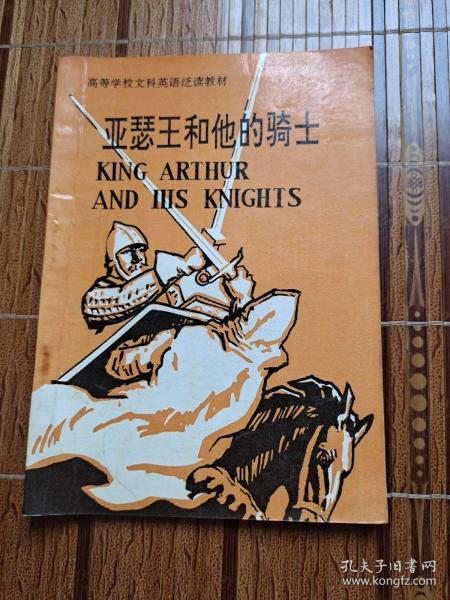 高等学校文科英语泛读教材
亚瑟王和他的骑士
KING ARTHUR
AND HIS KNIGHTS
孔夫子旧书网
www.kongfz.com